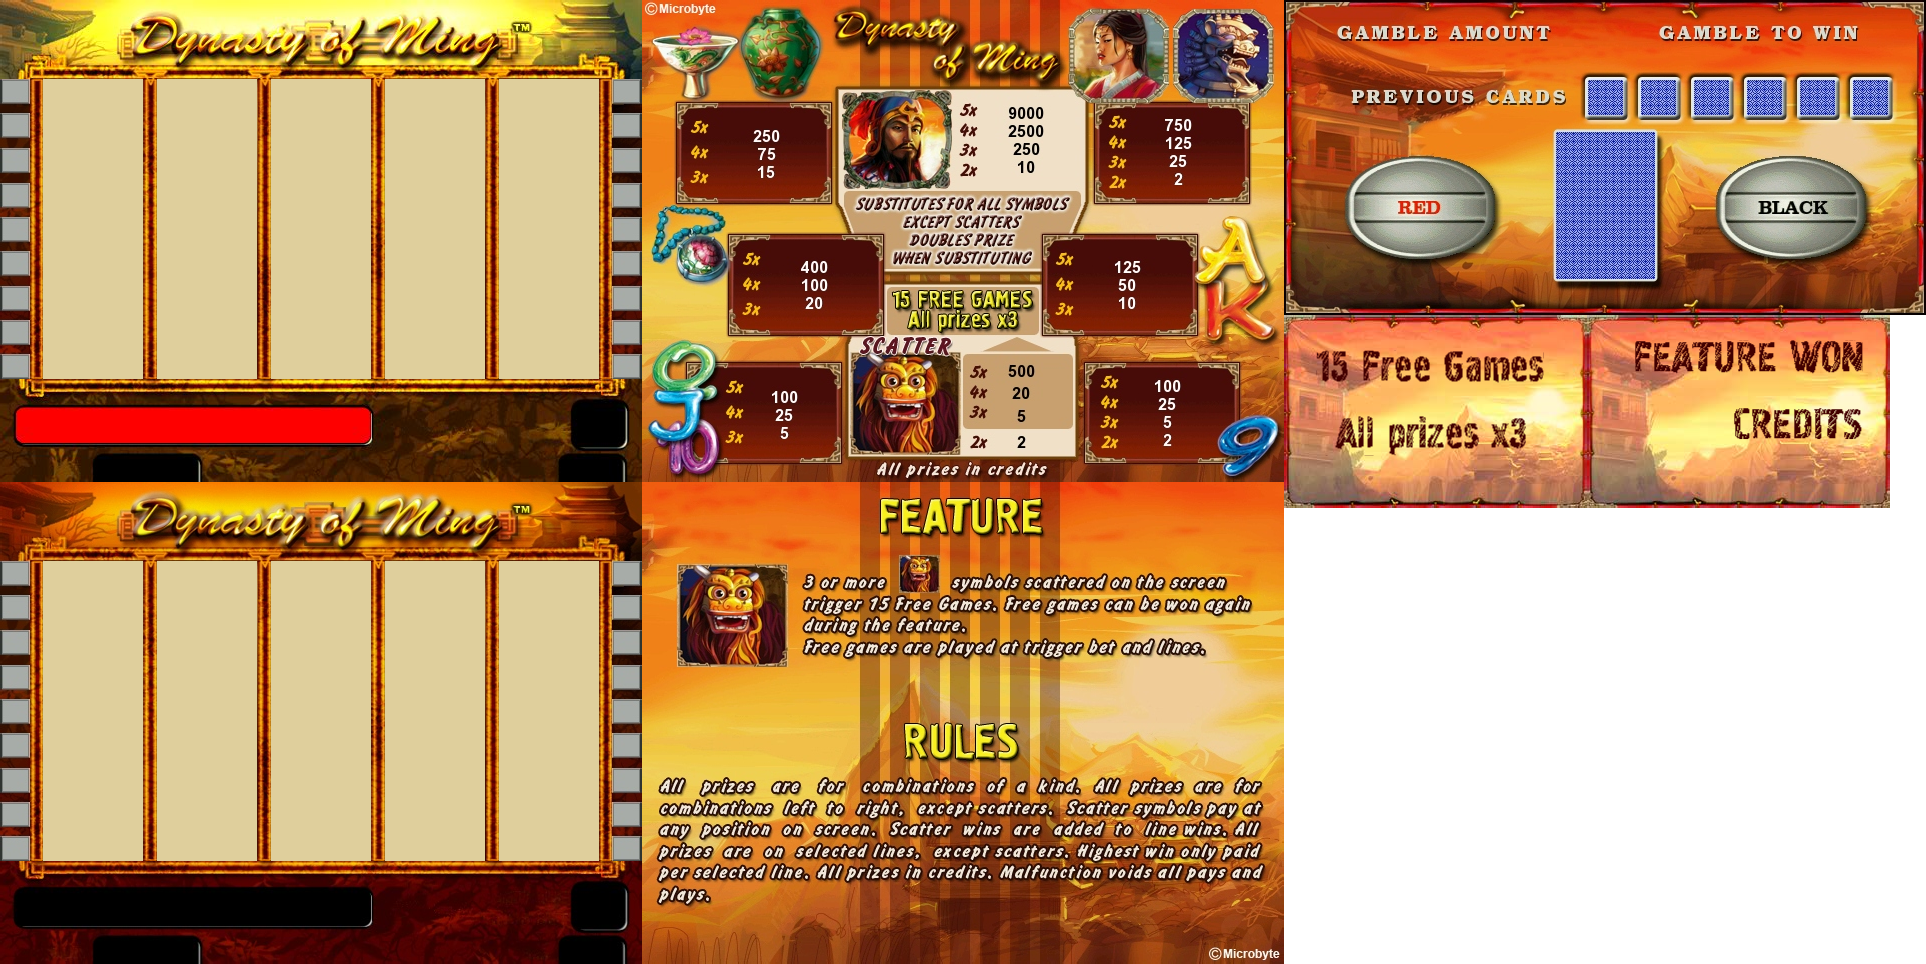 Dynasty of Ming™
©Microbyte
Dynasty
of Ming
5x 250
4x 75
3x 15
5x 9000
4x 2500
3x 250
2x 10
5x 750
4x 125
3x 25
2x 2
SUBSTITUTES FOR ALL SYMBOLS
EXCEPT SCATTERS
DOUBLES PRIZE
WHEN SUBSTITUTING
5x 400
4x 100
3x 20
15 FREE GAMES
All prizes x3
5x 125
4x 50
3x 10
A
K
Q
J
10
5x 100
4x 25
3x 5
SCATTER
5x 500
4x 20
3x 5
2x 2
5x 100
4x 25
3x 5
2x 2
9
All prizes in credits
GAMBLE AMOUNT
GAMBLE TO WIN
PREVIOUS CARDS
RED
BLACK
15 Free Games
All prizes x3
FEATURE WON
CREDITS
Dynasty of Ming™
FEATURE
3 or more symbols scattered on the screen
trigger 15 Free Games. Free games can be won again
during the feature.
Free games are played at trigger bet and lines.
RULES
All prizes are for combinations of a kind. All prizes are for
combinations left to right, except scatters. Scatter symbols pay at
any position on screen. Scatter wins are added to line wins. All
prizes are on selected lines, except scatters. Highest win only paid
per selected line. All prizes in credits. Malfunction voids all pays and
plays.
©Microbyte